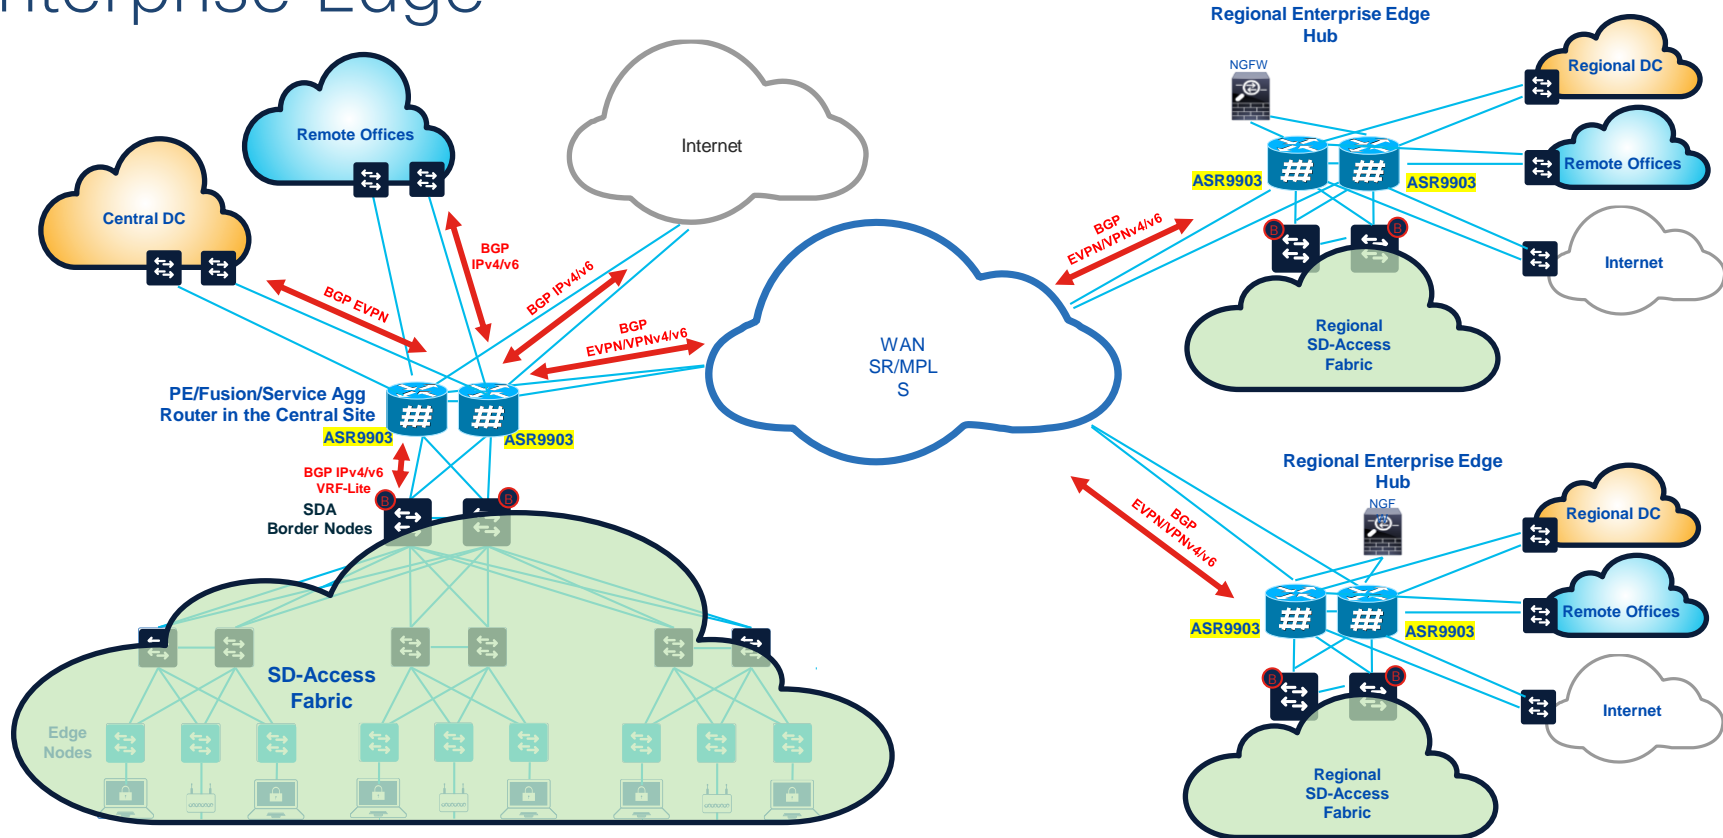 nterprise Edge
Regional Enterprise Edge
Hub
NGFW
Regional DC
Remote Offices
Internet
Remote Offices
Central DC
BGP
IPv4/v6
BGP EVPN
BGP IPv4/v6
BGP
EVPN/VPNv4/v6
BGP
EVPN/VPNv4/v6
ASR9903
ASR9903
B
B
Internet
Regional
SD-Access
Fabric
WAN
SR/MPL
S
PE/Fusion/Service Agg
Router in the Central Site
ASR9903
ASR9903
BGP IPv4/v6
VRF-Lite
B
B
SDA
Border Nodes
Remote Offices
BGP
EVPN/VPNv4/v6
Regional Enterprise Edge
Hub
NGF
Regional DC
Remote Offices
ASR9903
ASR9903
B
B
Internet
Regional
SD-Access
Fabric
SD-Access
Fabric
Edge
Nodes